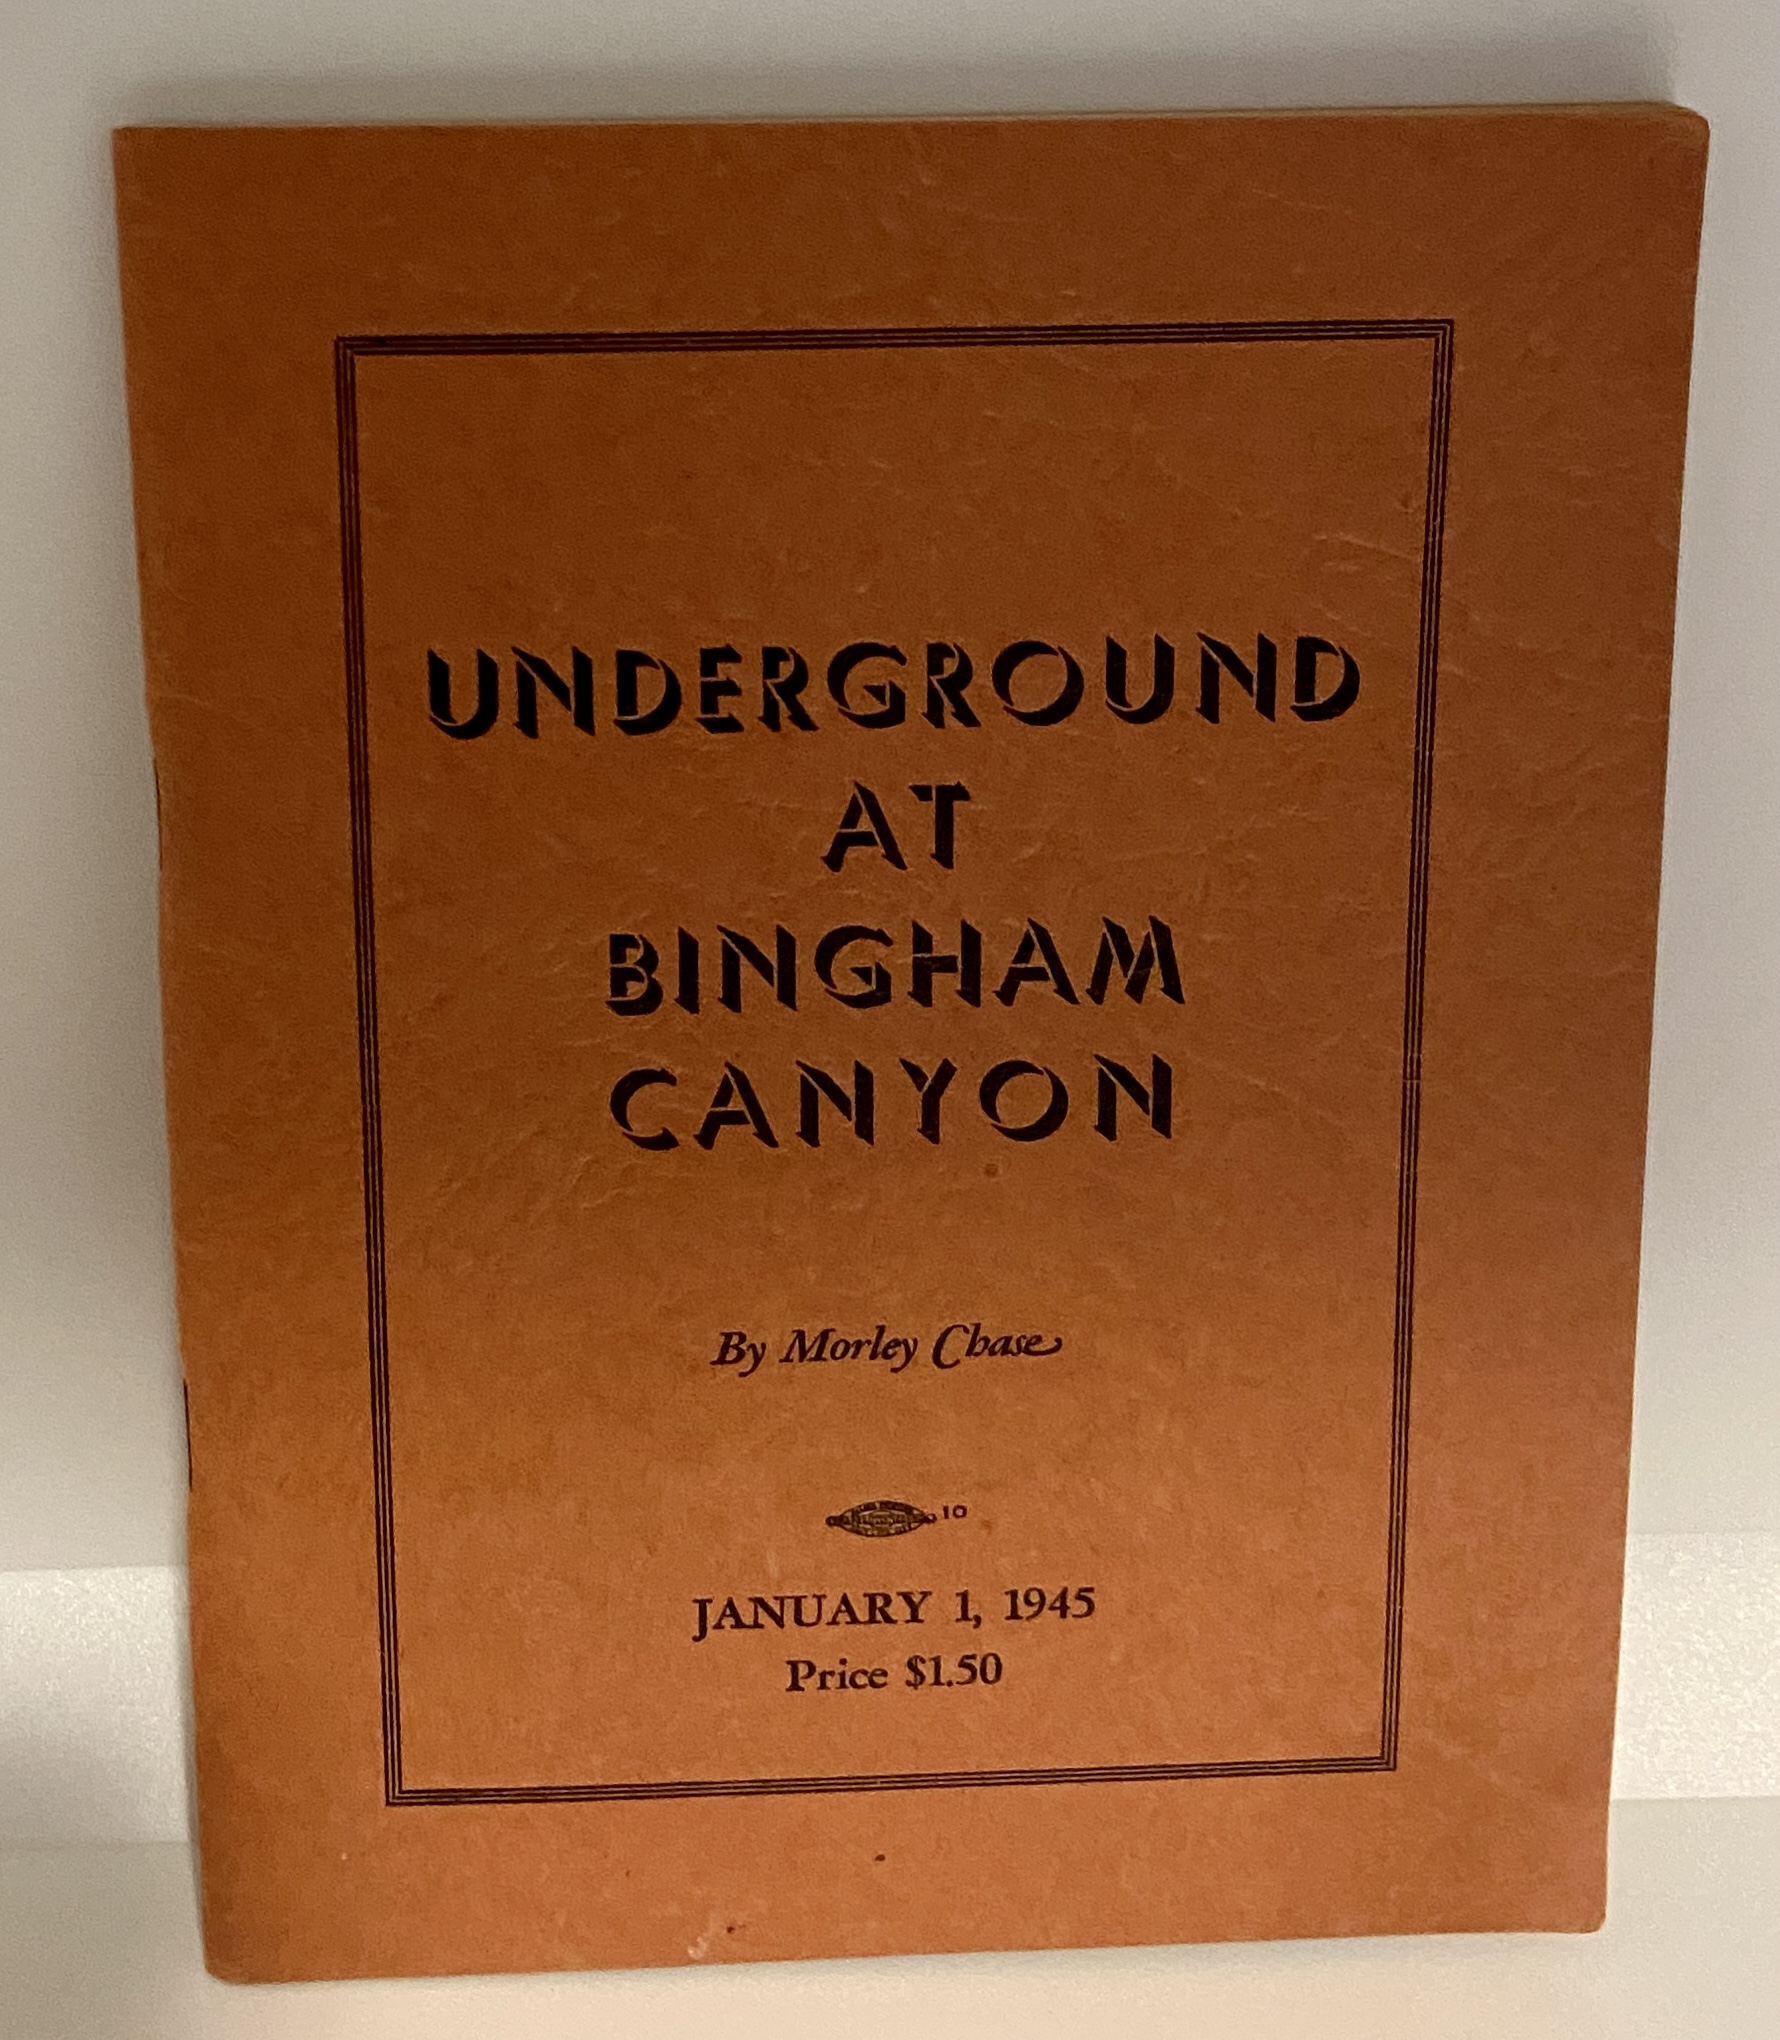 UNDERGROUND
AT
BINGHAM
CANYON
By Morley Chase
10
JANUARY 1, 1945
Price $1.50